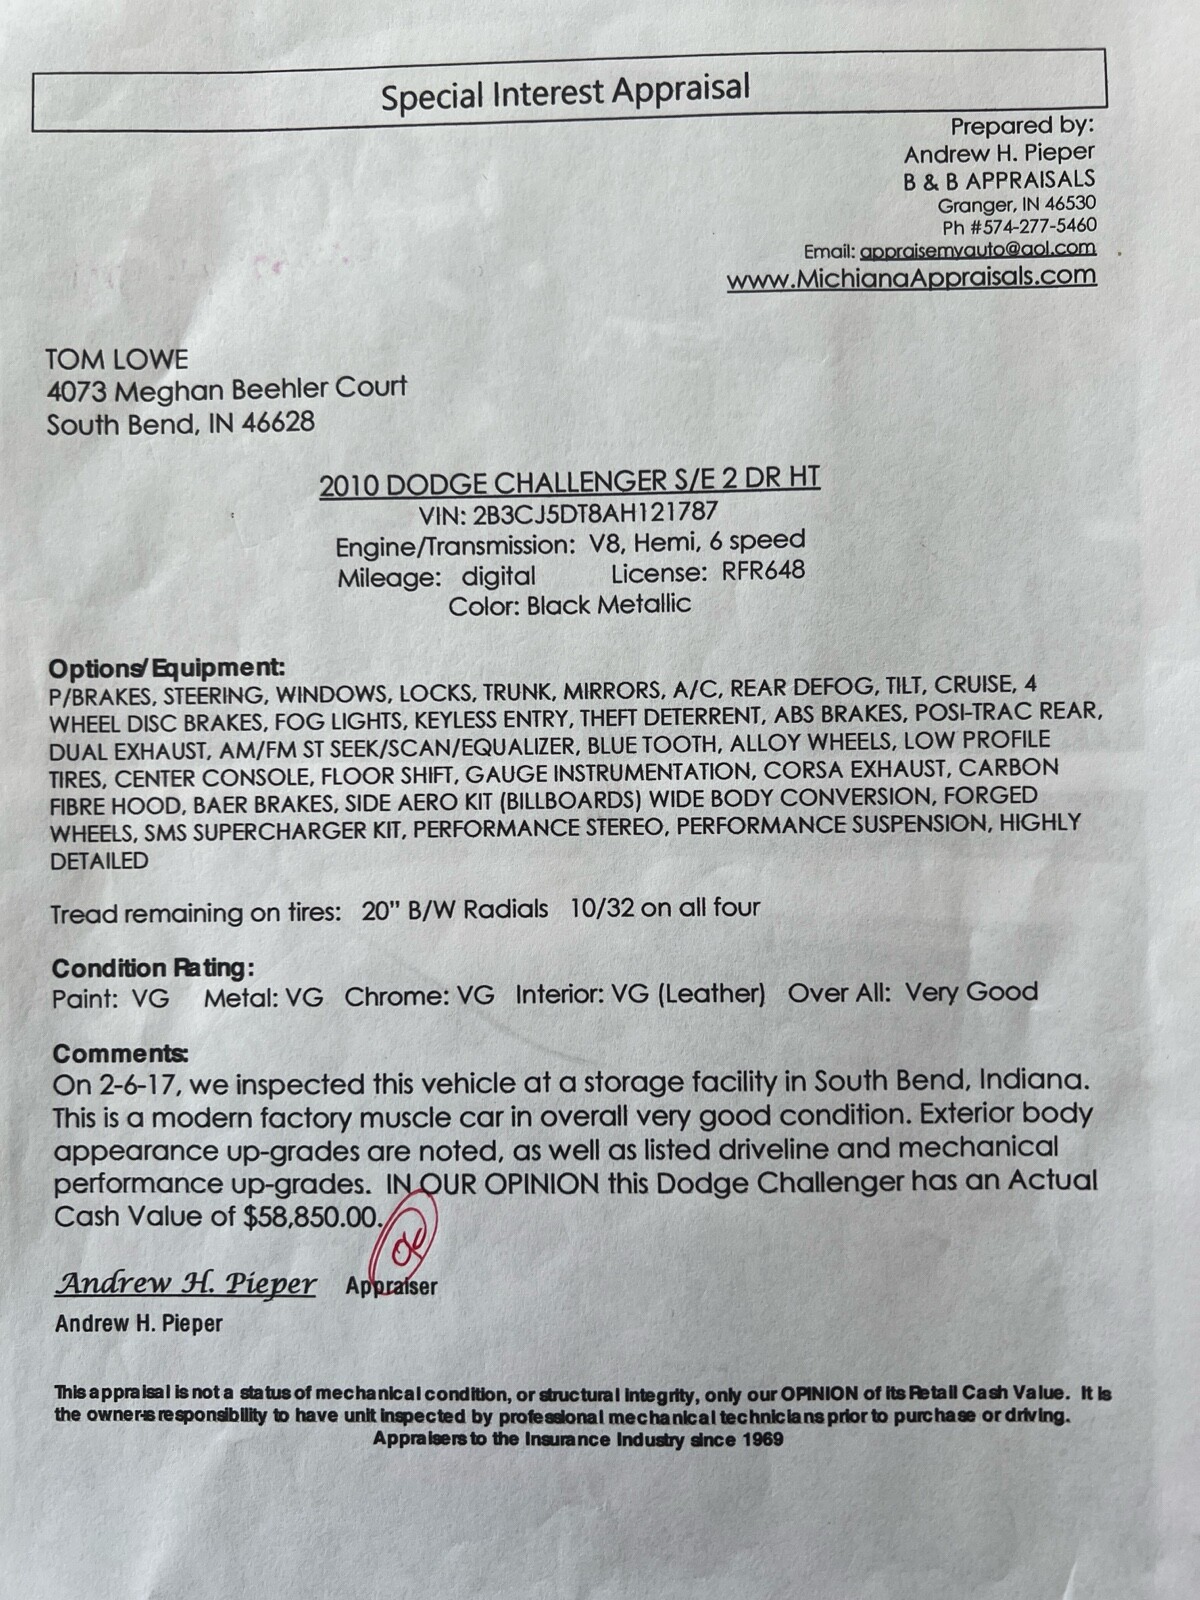 Special Interest Appraisal
Prepared by:
Andrew H. Pieper
B & B APPRAISALS
Granger, IN 46530
Ph #574-277-5460
Email: appraisemyauto@aol.com
www.MichianaAppraisals.com
TOM LOWE
4073 Meghan Beehler Court
South Bend, IN 46628
2010 DODGE CHALLENGER S/E 2 DR HT
VIN: 2B3CJ5DT8AH121787
Engine/Transmission: V8, Hemi, 6 speed
Mileage: digital License: RFR648
Color: Black Metallic
Options/Equipment:
P/BRAKES, STEERING, WINDOWS, LOCKS, TRUNK, MIRRORS, A/C, REAR DEFOG, TILT, CRUISE, 4
WHEEL DISC BRAKES, FOG LIGHTS, KEYLESS ENTRY, THEFT DETERRENT, ABS BRAKES, POSI-TRAC REAR,
DUAL EXHAUST, AM/FM ST SEEK/SCAN/EQUALIZER, BLUE TOOTH, ALLOY WHEELS, LOW PROFILE
TIRES, CENTER CONSOLE, FLOOR SHIFT, GAUGE INSTRUMENTATION, CORSA EXHAUST, CARBON
FIBRE HOOD, BAER BRAKES, SIDE AERO KIT (BILLBOARDS) WIDE BODY CONVERSION, FORGED
WHEELS, SMS SUPERCHARGER KIT, PERFORMANCE STEREO, PERFORMANCE SUSPENSION, HIGHLY
DETAILED
Tread remaining on tires: 20" B/W Radials 10/32 on all four
Condition Rating:
Paint: VG Metal: VG Chrome: VG Interior: VG (Leather) Over All: Very Good
Comments:
On 2-6-17, we inspected this vehicle at a storage facility in South Bend, Indiana.
This is a modern factory muscle car in overall very good condition. Exterior body
appearance up-grades are noted, as well as listed driveline and mechanical
performance up-grades. IN OUR OPINION this Dodge Challenger has an Actual
Cash Value of $58,850.00.
Andrew H. Pieper Appraiser
Andrew H. Pieper
This appraisal is not a status of mechanical condition, or structural integrity, only our OPINION of its Retail Cash Value. It is
the owner-s responsibility to have unit inspected by professional mechanical technicians prior to purchase or driving.
Appraisers to the Insurance Industry since 1969